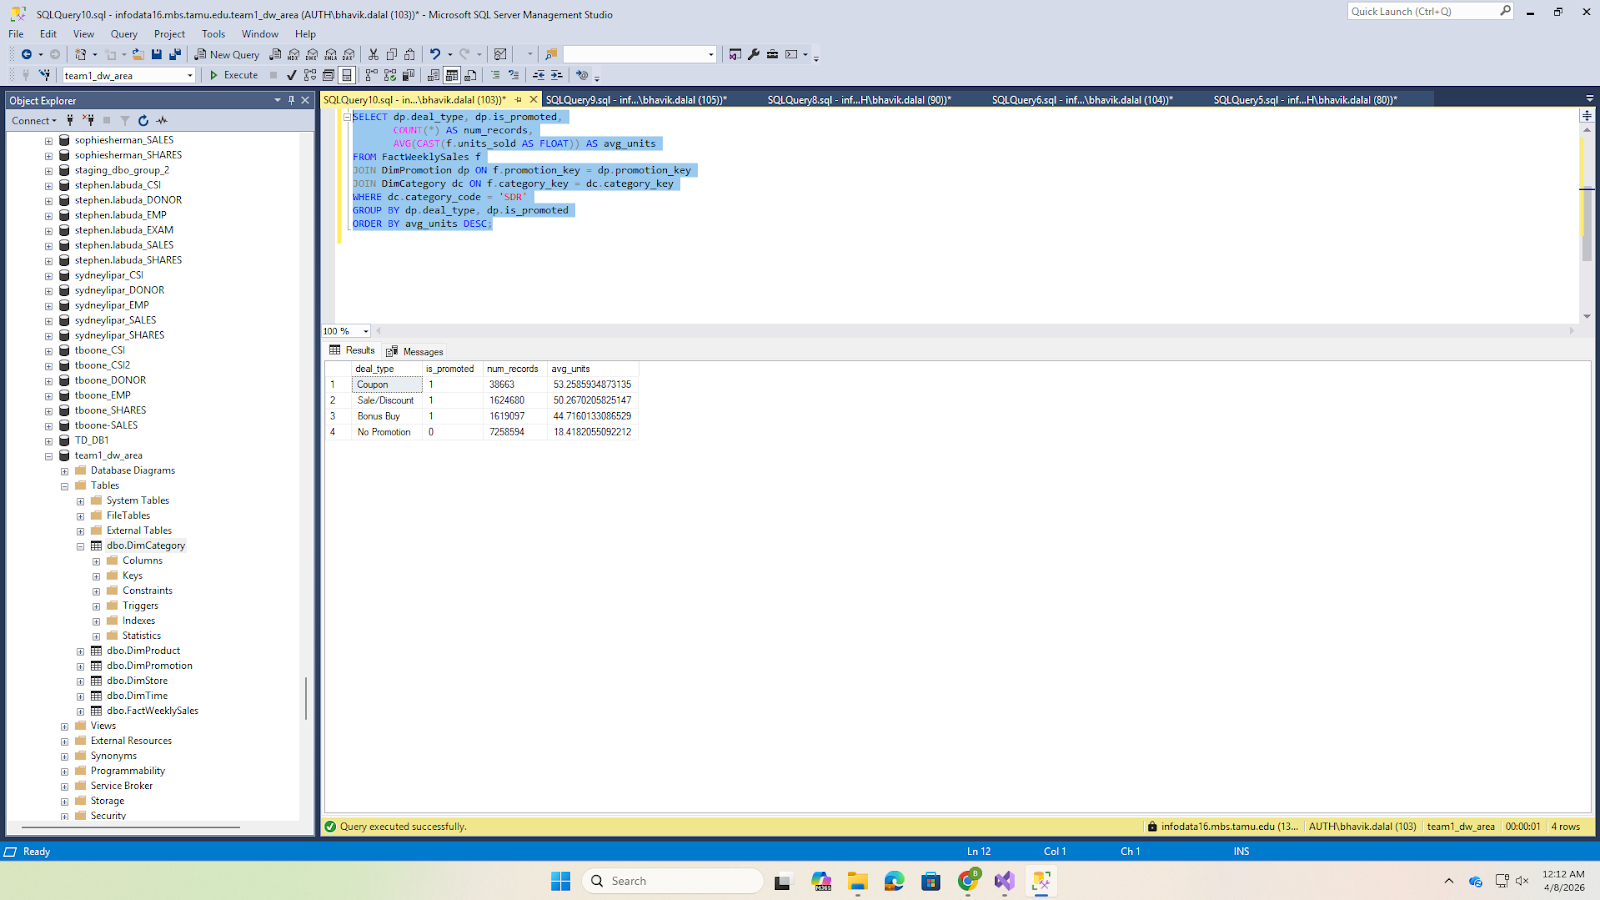 SQLQuery10.sql - infodata16.mbs.tamu.edu.team1_dw_area (AUTH\bhavik.dalal (103))* - Microsoft SQL Server Management Studio
Quick Launch (Ctrl+Q)
File Edit View Query Project Tools Window Help
New Query
team1_dw_area
Execute
Object Explorer
SQLQuery10.sql - in...\bhavik.dalal (103))*
SQLQuery9.sql - inf...\bhavik.dalal (105))*
SQLQuery8.sql - inf...H\bhavik.dalal (90))*
SQLQuery6.sql - inf...\bhavik.dalal (104))*
SQLQuery5.sql - inf...H\bhavik.dalal (80))*
Connect
sophiesherman_SALES
sophiesherman_SHARES
staging_dbo_group_2
stephen.labuda_CSI
stephen.labuda_DONOR
stephen.labuda_EMP
stephen.labuda_EXAM
stephen.labuda_SALES
stephen.labuda_SHARES
sydneylipar_CSI
sydneylipar_DONOR
sydneylipar_EMP
sydneylipar_SALES
sydneylipar_SHARES
tboone_CSI
tboone_CSI2
tboone_DONOR
tboone_EMP
tboone_SHARES
tboone-SALES
TD_DB1
team1_dw_area
Database Diagrams
Tables
System Tables
FileTables
External Tables
dbo.DimCategory
Columns
Keys
Constraints
Triggers
Indexes
Statistics
dbo.DimProduct
dbo.DimPromotion
dbo.DimStore
dbo.DimTime
dbo.FactWeeklySales
Views
External Resources
Synonyms
Programmability
Service Broker
Storage
Security
SELECT dp.deal_type, dp.is_promoted,
COUNT(*) AS num_records,
AVG(CAST(f.units_sold AS FLOAT)) AS avg_units
FROM FactWeeklySales f
JOIN DimPromotion dp ON f.promotion_key = dp.promotion_key
JOIN DimCategory dc ON f.category_key = dc.category_key
WHERE dc.category_code = 'SDR'
GROUP BY dp.deal_type, dp.is_promoted
ORDER BY avg_units DESC;
100 %
Results Messages
deal_type is_promoted num_records avg_units
1 Coupon 1 38663 53.2585934873135
2 Sale/Discount 1 1624680 50.2670205825147
3 Bonus Buy 1 1619097 44.7160133086529
4 No Promotion 0 7258594 18.4182055092212
Query executed successfully.
infodata16.mbs.tamu.edu (13... AUTH\bhavik.dalal (103) team1_dw_area 00:00:01 4 rows
Ready
Ln 12 Col 1 Ch 1 INS
Search
12:12 AM
4/8/2026